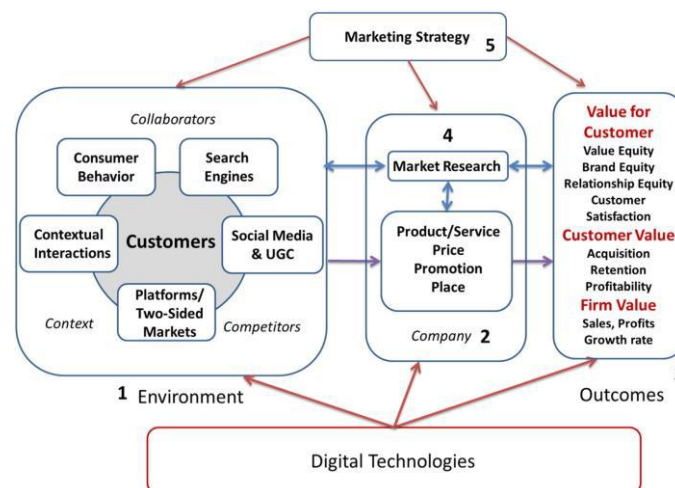 Marketing Strategy 5
Collaborators
Consumer
Behavior
Search
Engines
Contextual
Interactions
Customers
Social Media
& UGC
Platforms/
Two-Sided
Markets
Context
Competitors
1 Environment
4
Market Research
Product/Service
Price
Promotion
Place
Company 2
Value for
Customer
Value Equity
Brand Equity
Relationship Equity
Customer
Satisfaction
Customer Value
Acquisition
Retention
Profitability
Firm Value
Sales, Profits
Growth rate
Outcomes
Digital Technologies